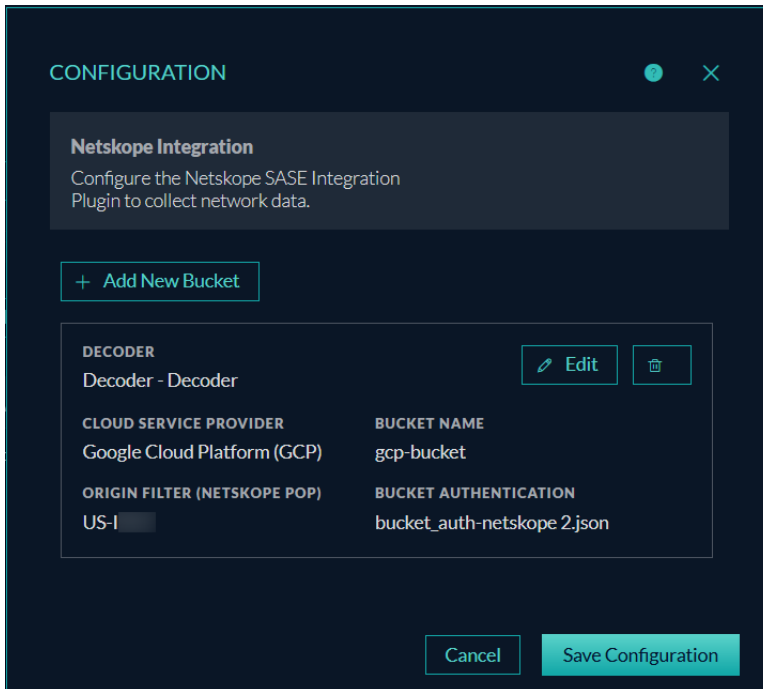 CONFIGURATION
?
Netskope Integration
Configure the Netskope SASE Integration
Plugin to collect network data.
+ Add New Bucket
DECODER
Decoder - Decoder
Edit
CLOUD SERVICE PROVIDER
Google Cloud Platform (GCP)
BUCKET NAME
gcp-bucket
ORIGIN FILTER (NETSKOPE POP)
US-I
BUCKET AUTHENTICATION
bucket_auth-netskope 2.json
Cancel
Save Configuration